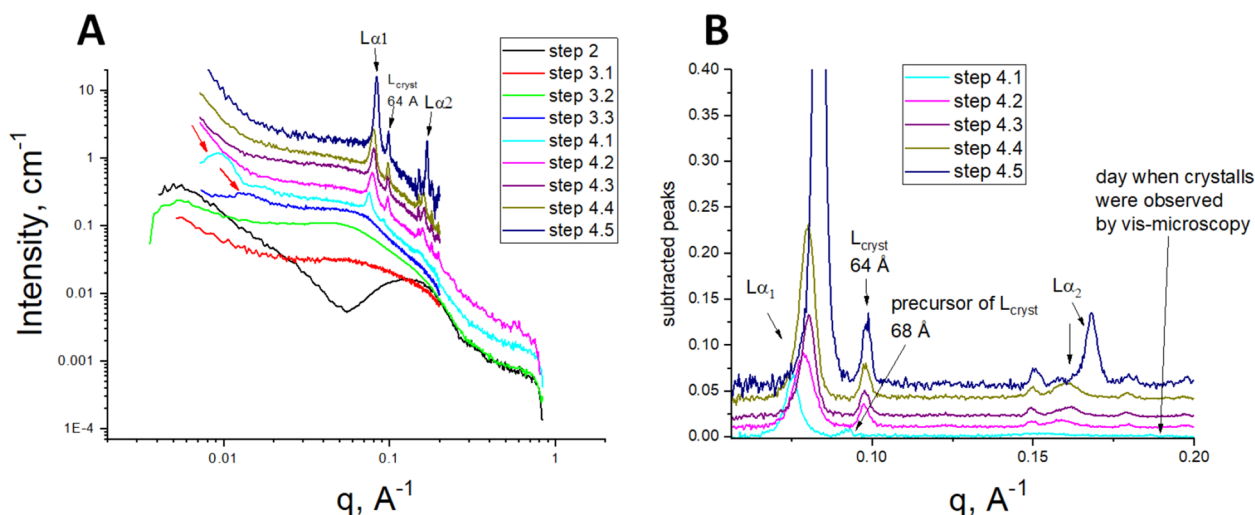 A
Lα1
L cryst
64 A
Lα2
step 2
step 3.1
step 3.2
step 3.3
step 4.1
step 4.2
step 4.3
step 4.4
step 4.5
10
1
0.1
0.01
0.001
1E-4
Intensity, cm-1
0.01
0.1
1
q, A-1
B
step 4.1
step 4.2
step 4.3
step 4.4
step 4.5
day when crystalls
were observed
by vis-microscopy
Lcryst
64 Å
Lα1
precursor of Lcryst
68 Å
Lα2
0.40
0.35
0.30
0.25
0.20
0.15
0.10
0.05
0.00
subtracted peaks
0.10
0.15
0.20
q, A-1